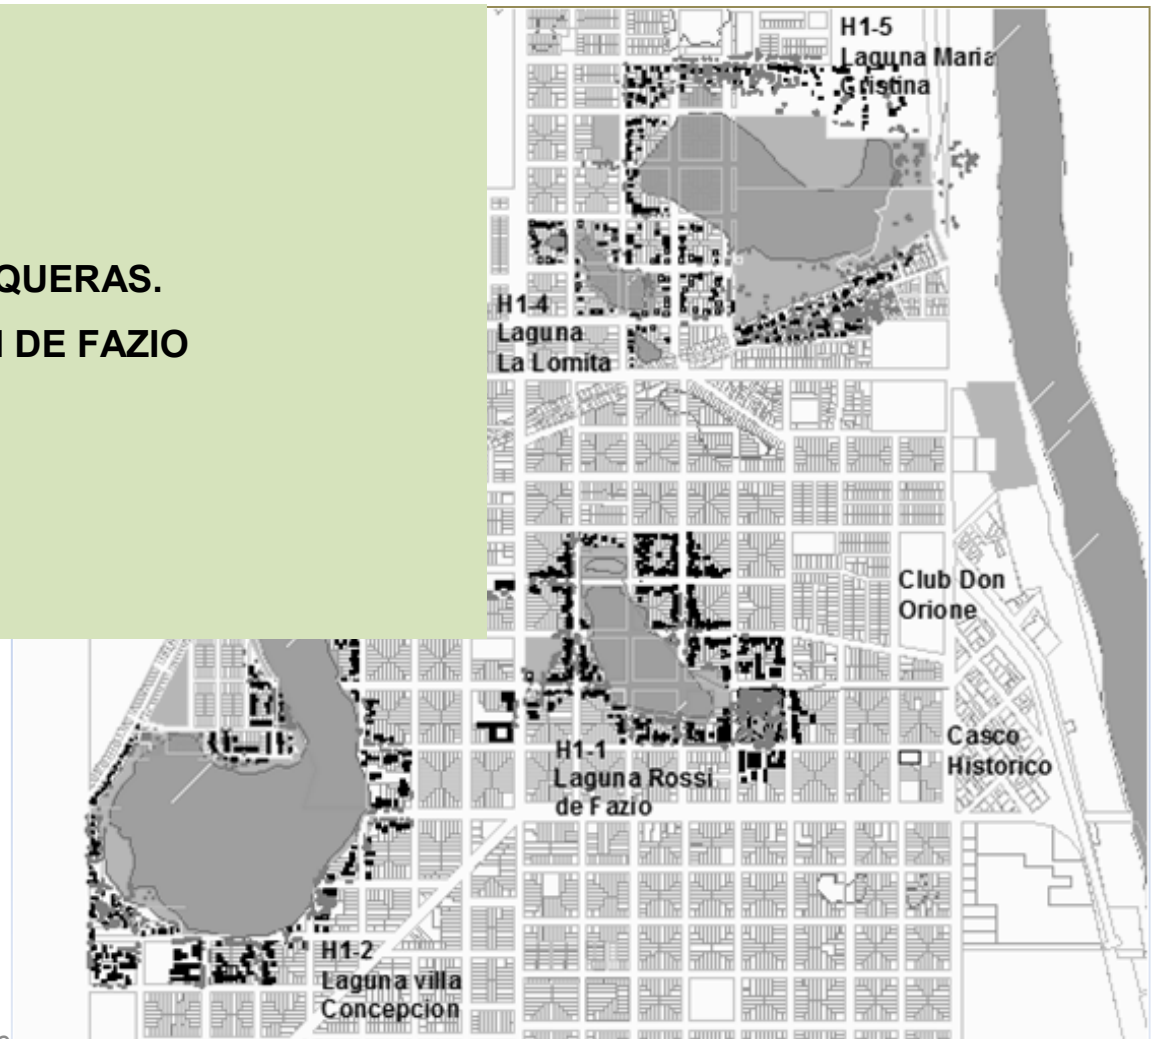 H1-5
Laguna Maria
Cristina
QUERAS.
DE FAZIO
H1-4
Laguna
La Lomita
Club Don
Orione
H1-1
Laguna Rossi
de Fazio
Casco
Historico
H1-2
Laguna villa
Concepcion